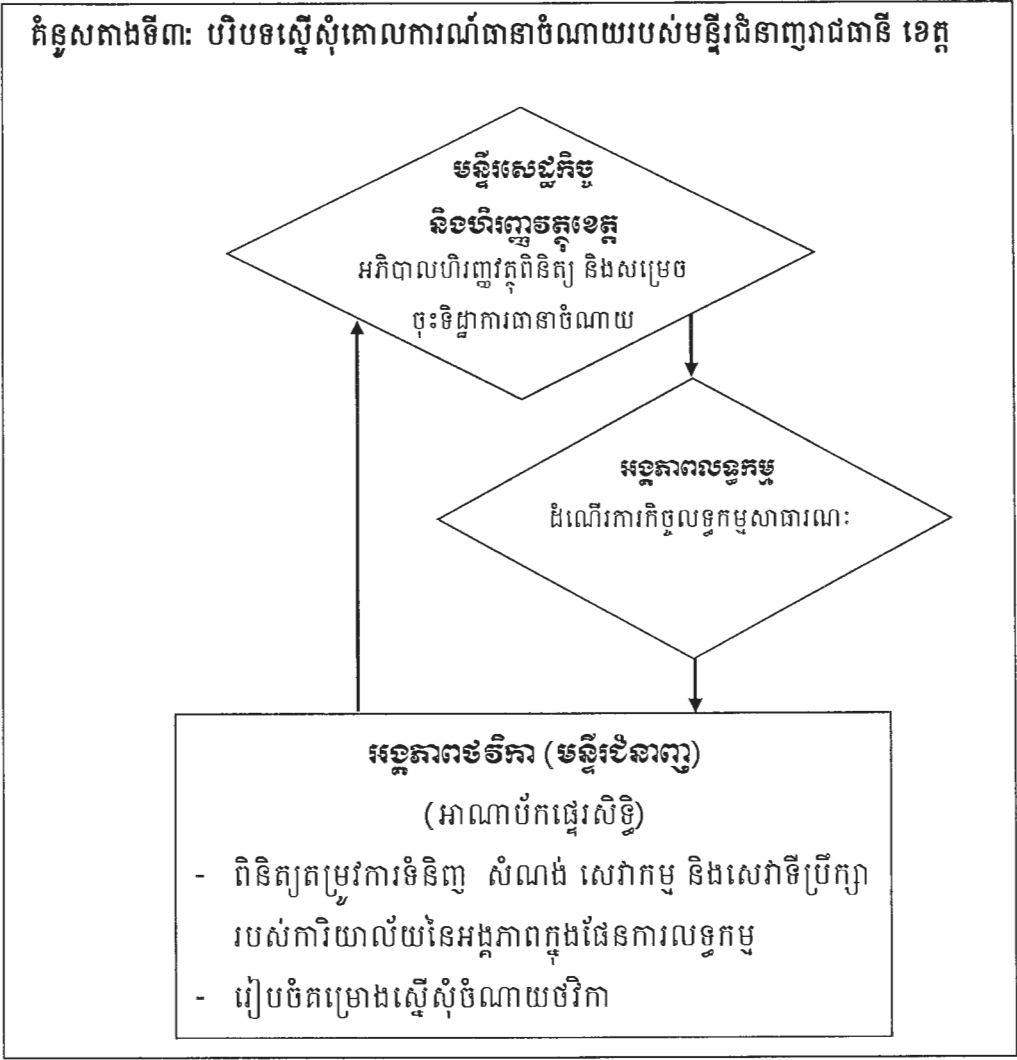 គំនូសតាងទី៣: បរិបទស្នើសុំគោលការណ៍ធានាចំណាយរបស់មន្ទីរជំនាញរាជធានី ខេត្ត
មន្ទីរសេដ្ឋកិច្ច
និងហិរញ្ញវត្ថុខេត្ត
អភិបាលហិរញ្ញវត្ថុពិនិត្យ និងសម្រេច
ចុះទិដ្ឋាការធានាចំណាយ
អង្គភាពលទ្ធកម្ម
ដំណើរការកិច្ចលទ្ធកម្មសាធារណៈ
អង្គភាពថវិកា (មន្ទីរជំនាញ)
(អាណាប័កផ្ទេរសិទ្ធិ)
- ពិនិត្យតម្រូវការទំនិញ សំណង់ សេវាកម្ម និងសេវាទីប្រឹក្សា
របស់ការិយាល័យនៃអង្គភាពក្នុងផែនការលទ្ធកម្ម
- រៀបចំគម្រោងស្នើសុំចំណាយថវិកា